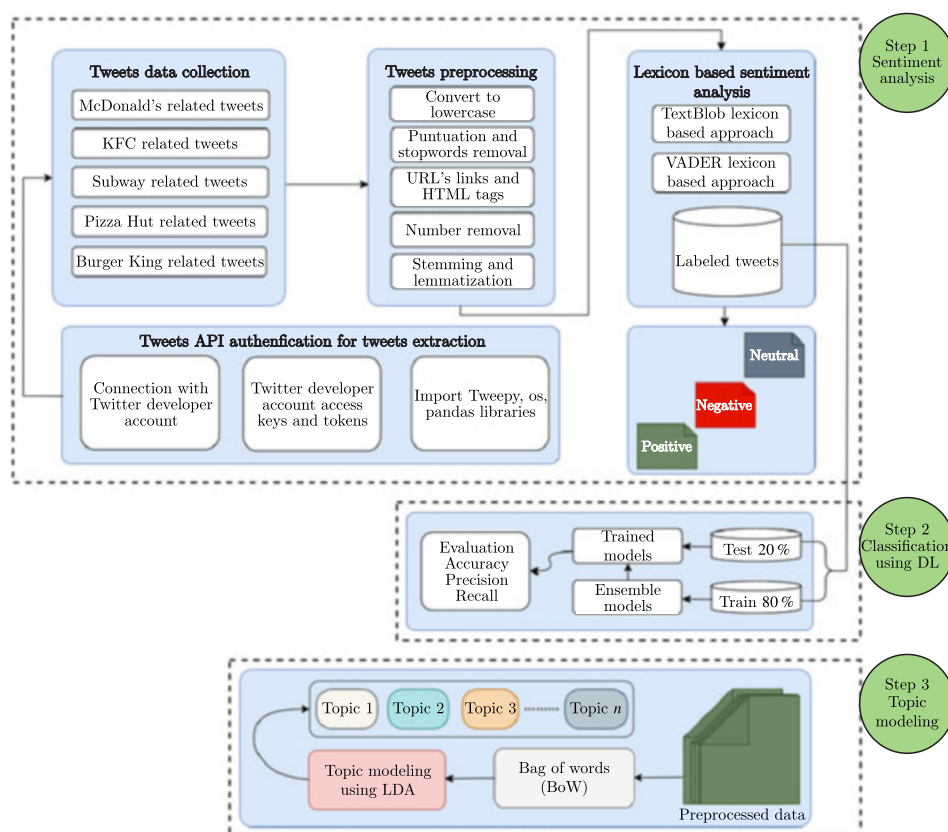 Step 1
Sentiment
analysis
Tweets data collection
McDonald's related tweets
KFC related tweets
Subway related tweets
Pizza Hut related tweets
Burger King related tweets
Tweets preprocessing
Convert to
lowercase
Puntuation and
stopwords removal
URL's links and
HTML tags
Number removal
Stemming and
lemmatization
Lexicon based sentiment
analysis
TextBlob lexicon
based approach
VADER lexicon
based approach
Labeled tweets
Tweets API authenfication for tweets extraction
Connection with
Twitter developer
account
Twitter developer
account access
keys and tokens
Import Tweepy, os,
pandas libraries
Neutral
Negative
Positive
Step 2
Classification
using DL
Evaluation
Accuracy
Precision
Recall
Trained
models
Ensemble
models
Test 20 %
Train 80 %
Step 3
Topic
modeling
Topic 1
Topic 2
Topic 3
Topic n
Topic modeling
using LDA
Bag of words
(BoW)
Preprocessed data